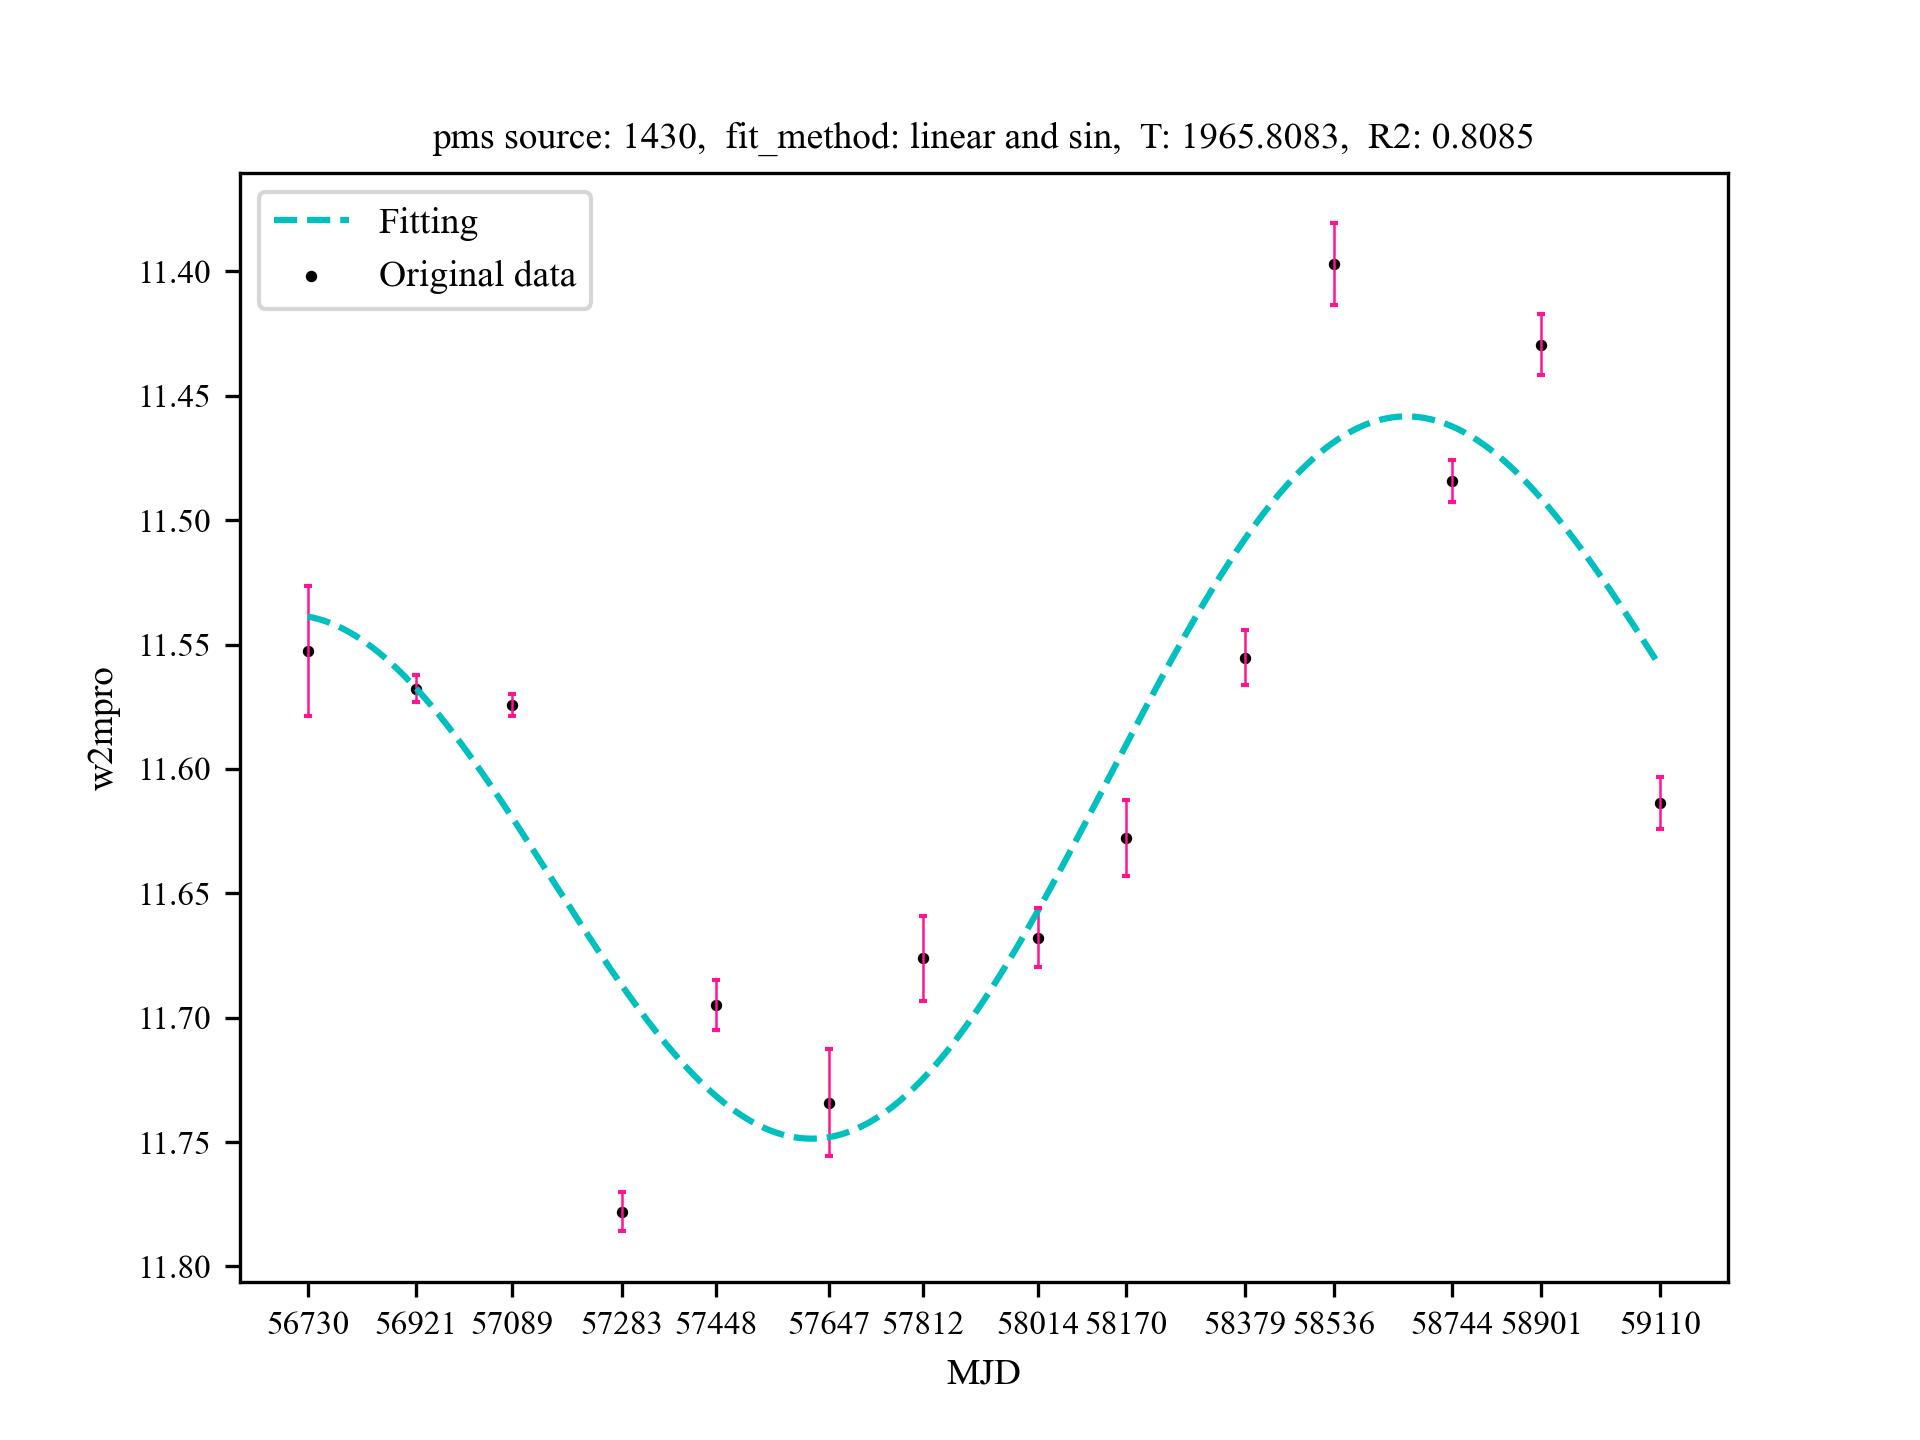 pms source: 1430,  fit_method: linear and sin,  T: 1965.8083,  R2: 0.8085
Fitting
Original data
11.40
11.45
11.50
11.55
11.60
11.65
11.70
11.75
11.80
w2mpro
56730 56921 57089 57283 57448 57647 57812 58014 58170 58379 58536 58744 58901 59110
MJD